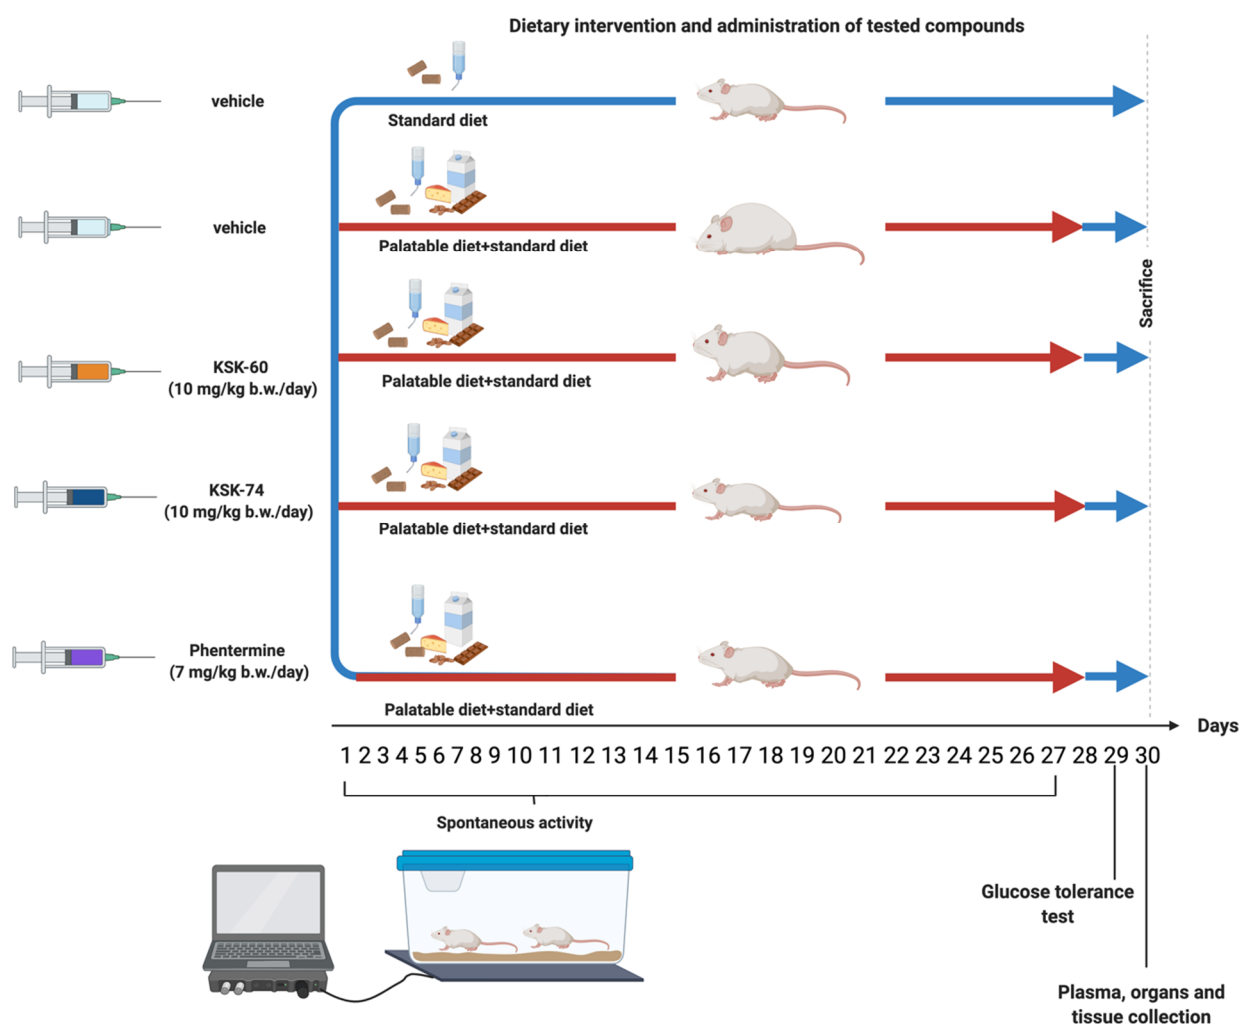 Dietary intervention and administration of tested compounds
vehicle
Standard diet
vehicle
Palatable diet+standard diet
KSK-60
(10 mg/kg b.w./day)
Palatable diet+standard diet
KSK-74
(10 mg/kg b.w./day)
Palatable diet+standard diet
Phentermine
(7 mg/kg b.w./day)
Palatable diet+standard diet
Sacrifice
Days
1 2 3 4 5 6 7 8 9 10 11 12 13 14 15 16 17 18 19 20 21 22 23 24 25 26 27 28 29 30
Spontaneous activity
Glucose tolerance
test
Plasma, organs and
tissue collection